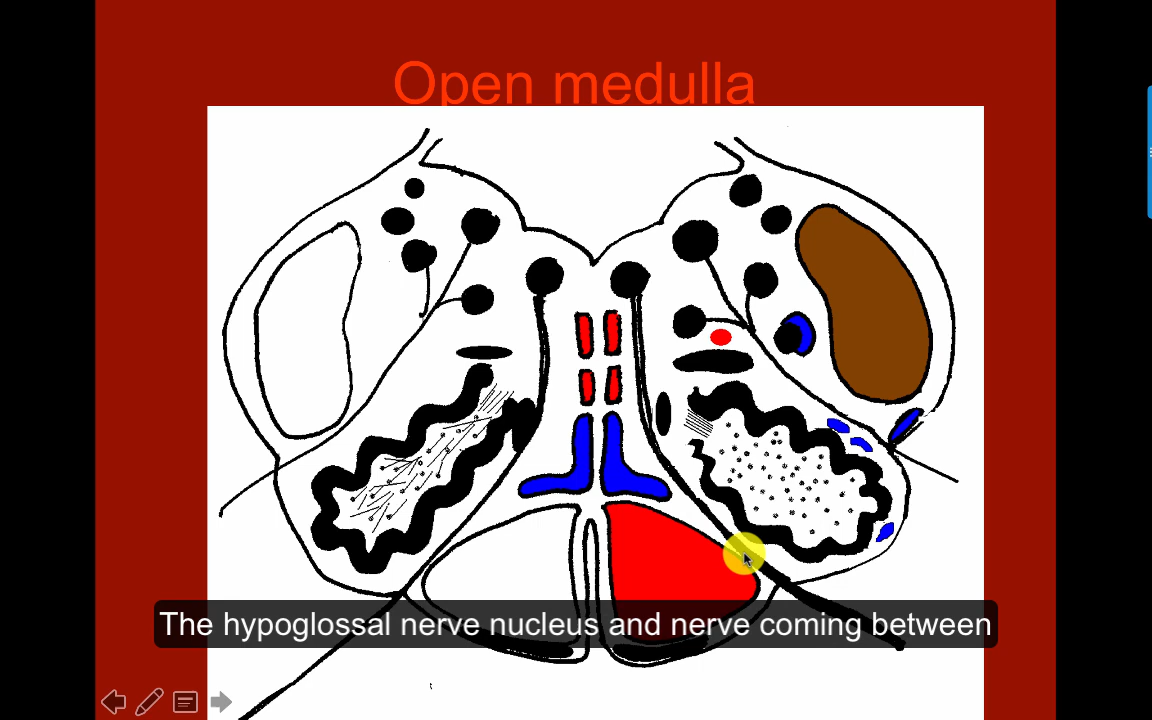 Open medulla
The hypoglossal nerve nucleus and nerve coming between